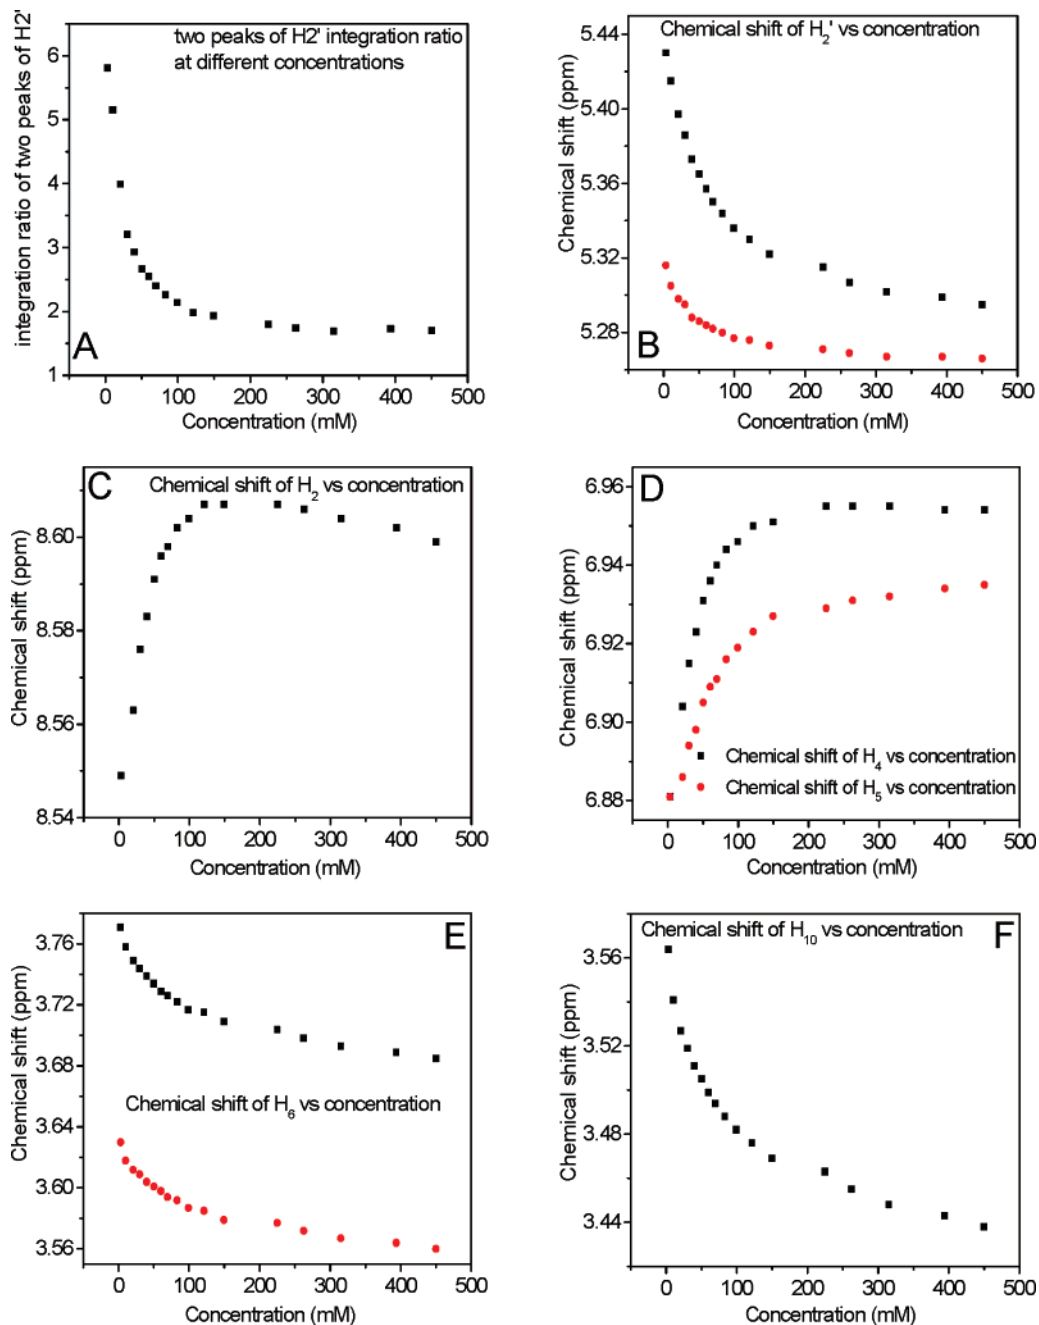 two peaks of H2' integration ratio
at different concentrations
integration ratio of two peaks of H2'
6
5
4
3
2
1
A
0 100 200 300 400 500
Concentration (mM)
Chemical shift of H2' vs concentration
Chemical shift (ppm)
5.44
5.40
5.36
5.32
5.28
B
0 100 200 300 400 500
Concentration (mM)
C
Chemical shift of H2 vs concentration
Chemical shift (ppm)
8.60
8.58
8.56
8.54
0 100 200 300 400 500
Concentration (mM)
D
Chemical shift (ppm)
6.96
6.94
6.92
6.90
6.88
Chemical shift of H4 vs concentration
Chemical shift of H5 vs concentration
0 100 200 300 400 500
Concentration (mM)
E
Chemical shift (ppm)
3.76
3.72
3.68
3.64
3.60
3.56
Chemical shift of H6 vs concentration
0 100 200 300 400 500
Concentration (mM)
Chemical shift of H10 vs concentration
F
Chemical shift (ppm)
3.56
3.52
3.48
3.44
0 100 200 300 400 500
Concentration (mM)